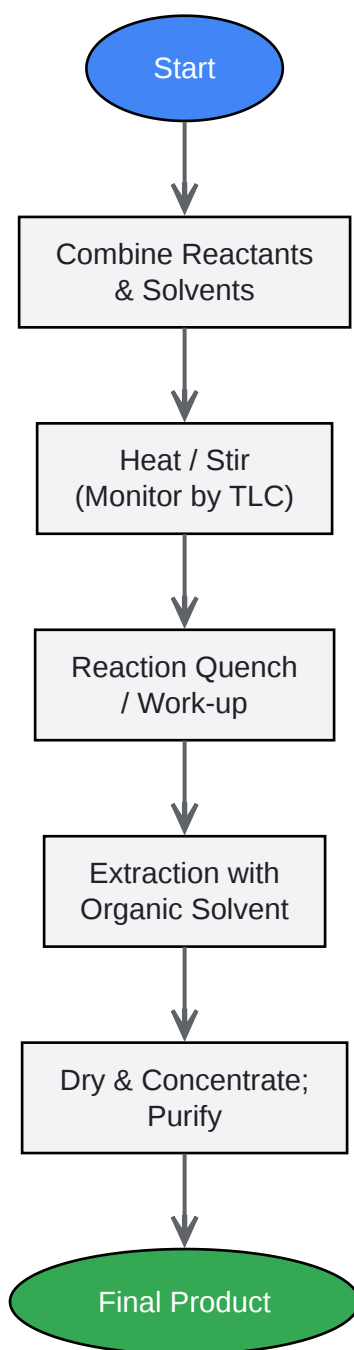 Start
Combine Reactants
& Solvents
Heat / Stir
(Monitor by TLC)
Reaction Quench
/ Work-up
Extraction with
Organic Solvent
Dry & Concentrate;
Purify
Final Product